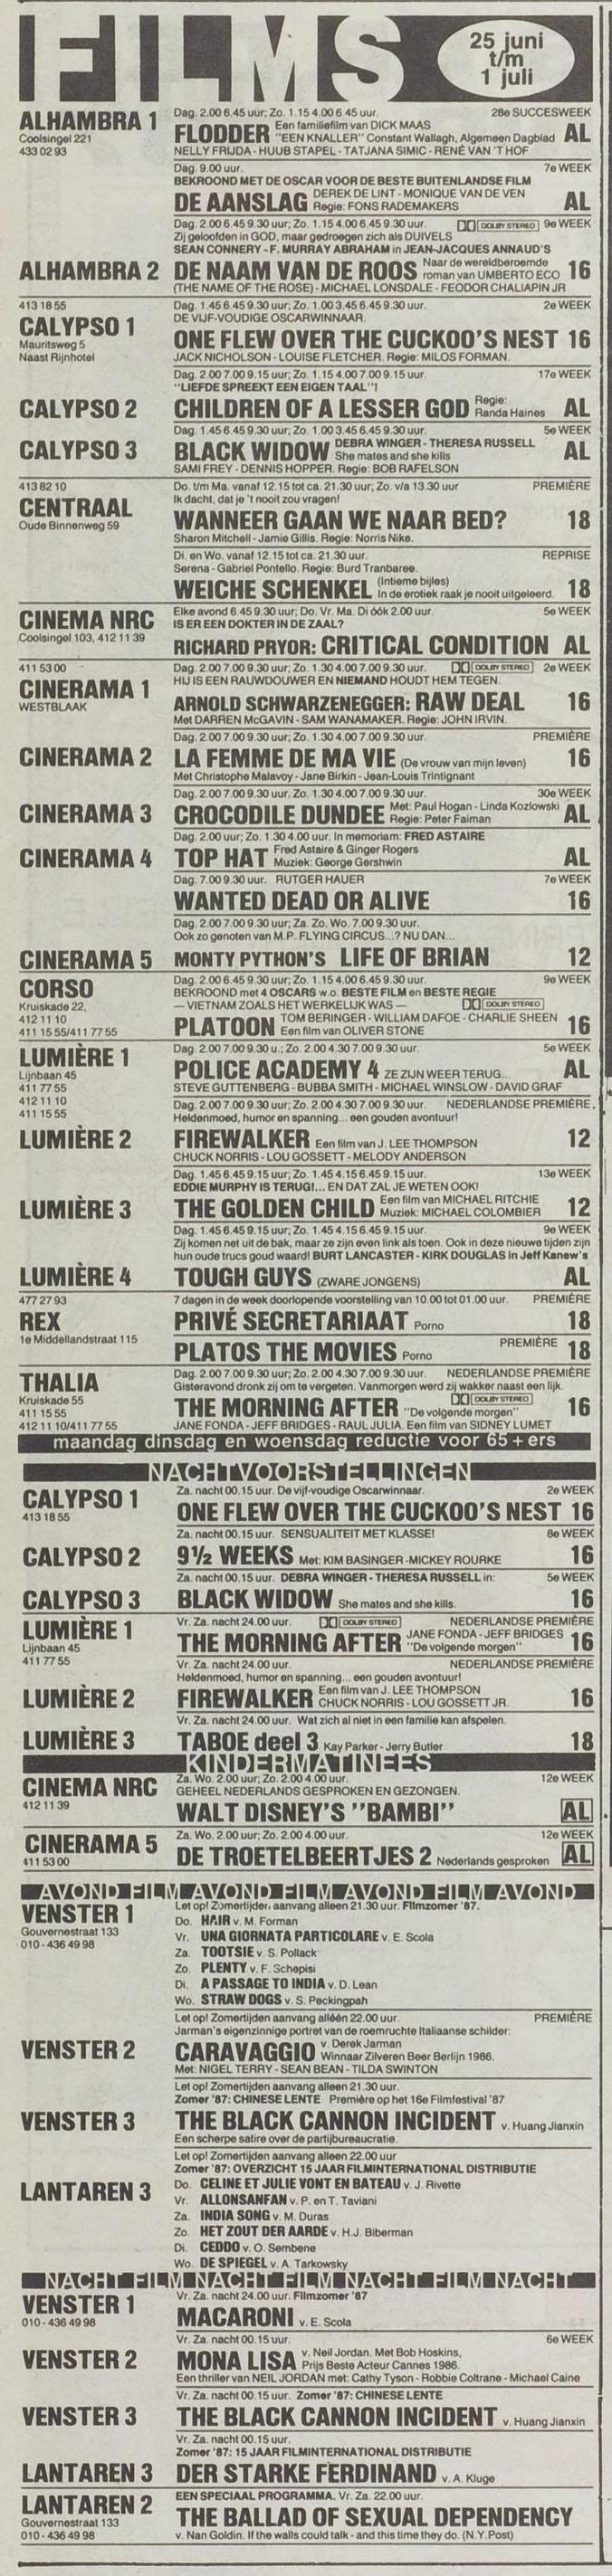 FILMS
25 juni
t/m
1 juli
ALHAMBRA 1
Coolsingel 221
433 02 93
Dag. 2.00 6.45 uur; Zo. 1.15 4.00 6.45 uur. 28e SUCCESWEEK
FLODDER Een familiefilm van DICK MAAS
"EEN KNALLER" Constant Wallagh, Algemeen Dagblad AL
NELLY FRIJDA - HUUB STAPEL - TATJANA SIMIC - RENÉ VAN 'T HOF
Dag. 9.00 uur. 7e WEEK
BEKROOND MET DE OSCAR VOOR DE BESTE BUITENLANDSE FILM
DE AANSLAG DEREK DE LINT - MONIQUE VAN DE VEN
Regie: FONS RADEMAKERS AL
Dag. 2.00 6.45 9.30 uur; Zo. 1.15 4.00 6.45 9.30 uur. DOLBY STEREO 9e WEEK
Zij geloofden in GOD, maar gedroegen zich als DUIVELS
SEAN CONNERY - F. MURRAY ABRAHAM in JEAN-JACQUES ANNAUD'S
ALHAMBRA 2 DE NAAM VAN DE ROOS Naar de wereldberoemde
roman van UMBERTO ECO 16
(THE NAME OF THE ROSE) - MICHAEL LONSDALE - FEODOR CHALIAPIN JR
413 18 55
CALYPSO 1
Mauritsweg 5
Naast Rijnhotel
Dag. 1.45 6.45 9.30 uur; Zo. 1.00 3.45 6.45 9.30 uur. 2e WEEK
DE VIJF-VOUDIGE OSCARWINNAAR.
ONE FLEW OVER THE CUCKOO'S NEST 16
JACK NICHOLSON - LOUISE FLETCHER. Regie: MILOS FORMAN.
Dag. 2.00 7.00 9.15 uur; Zo. 1.15 4.00 7.00 9.15 uur. 17e WEEK
"LIEFDE SPREEKT EEN EIGEN TAAL"!
CALYPSO 2 CHILDREN OF A LESSER GOD Regie:
Randa Haines AL
Dag. 1.45 6.45 9.30 uur; Zo. 1.00 3.45 6.45 9.30 uur. 5e WEEK
CALYPSO 3 BLACK WIDOW DEBRA WINGER - THERESA RUSSELL
She mates and she kills AL
SAMI FREY - DENNIS HOPPER. Regie: BOB RAFELSON
413 82 10
CENTRAAL
Oude Binnenweg 59
Do. t/m Ma. vanaf 12.15 tot ca. 21.30 uur; Zo. v/a 13.30 uur PREMIÈRE
Ik dacht, dat je 't nooit zou vragen!
WANNEER GAAN WE NAAR BED? 18
Sharon Mitchell - Jamie Gillis. Regie: Norris Nike.
Di. en Wo. vanaf 12.15 tot ca. 21.30 uur. REPRISE
Serena - Gabriel Pontello. Regie: Burd Tranbaree.
WEICHE SCHENKEL (Intieme bijles)
In de erotiek raak je nooit uitgeleerd. 18
CINEMA NRC
Coolsingel 103, 412 11 39
Elke avond 6.45 9.30 uur; Do. Vr. Ma. Di óók 2.00 uur. 5e WEEK
IS ER EEN DOKTER IN DE ZAAL?
RICHARD PRYOR: CRITICAL CONDITION AL
411 53 00
CINERAMA 1
WESTBLAAK
Dag. 2.00 7.00 9.30 uur; Zo. 1.30 4.00 7.00 9.30 uur. DOLBY STEREO 2e WEEK
HIJ IS EEN RAUWDOUWER EN NIEMAND HOUDT HEM TEGEN.
ARNOLD SCHWARZENEGGER: RAW DEAL 16
Met DARREN McGAVIN - SAM WANAMAKER. Regie: JOHN IRVIN.
Dag. 2.00 7.00 9.30 uur; Zo. 1.30 4.00 7.00 9.30 uur. PREMIÈRE
CINERAMA 2 LA FEMME DE MA VIE (De vrouw van mijn leven) 16
Met Christophe Malavoy - Jane Birkin - Jean-Louis Trintignant
Dag. 2.00 7.00 9.30 uur. Zo. 1.30 4.00 7.00 9.30 uur. 30e WEEK
CINERAMA 3 CROCODILE DUNDEE Met: Paul Hogan - Linda Kozlowski
Regie: Peter Faiman AL
Dag. 2.00 uur; Zo. 1.30 4.00 uur. In memoriam: FRED ASTAIRE
CINERAMA 4 TOP HAT Fred Astaire & Ginger Rogers
Muziek: George Gershwin AL
Dag. 7.00 9.30 uur. RUTGER HAUER 7e WEEK
WANTED DEAD OR ALIVE 16
Dag. 2.00 7.00 9.30 uur; Za. Zo. Wo. 7.00 9.30 uur.
Ook zo genoten van M.P. FLYING CIRCUS...? NU DAN...
CINERAMA 5 MONTY PYTHON'S LIFE OF BRIAN 12
CORSO
Kruiskade 22,
412 11 10
411 15 55/411 77 55
Dag. 2.00 6.45 9.30 uur; Zo. 1.15 4.00 6.45 9.30 uur. 9e WEEK
BEKROOND met 4 OSCARS w.o. BESTE FILM en BESTE REGIE
— VIETNAM ZOALS HET WERKELIJK WAS — DOLBY STEREO
PLATOON TOM BERINGER - WILLIAM DAFOE - CHARLIE SHEEN
Een film van OLIVER STONE 16
LUMIÈRE 1
Lijnbaan 45
411 77 55
412 11 10
411 15 55
Dag. 2.00 7.00 9.30 u.; Zo. 2.00 4.30 7.00 9.30 uur. 5e WEEK
POLICE ACADEMY 4 ZE ZIJN WEER TERUG... AL
STEVE GUTTENBERG - BUBBA SMITH - MICHAEL WINSLOW - DAVID GRAF
Dag. 2.00 7.00 9.30 uur; Zo. 2.00 4.30 7.00 9.30 uur. NEDERLANDSE PREMIÈRE
Heldenmoed, humor en spanning... een gouden avontuur!
LUMIÈRE 2 FIREWALKER Een film van J. LEE THOMPSON 12
CHUCK NORRIS - LOU GOSSETT - MELODY ANDERSON
Dag. 1.45 6.45 9.15 uur; Zo. 1.45 4.15 6.45 9.15 uur. 13e WEEK
EDDIE MURPHY IS TERUG!... EN DAT ZAL JE WETEN OOK!
LUMIÈRE 3 THE GOLDEN CHILD Een film van MICHAEL RITCHIE
Muziek: MICHAEL COLOMBIER 12
Dag. 1.45 6.45 9.15 uur; Zo. 1.45 4.15 6.45 9.15 uur. 9e WEEK
Zij komen net uit de bak, maar ze zijn even link als toen. Ook in deze nieuwe tijden zijn
hun oude trucs goud waard! BURT LANCASTER - KIRK DOUGLAS in Jeff Kanew's
LUMIÈRE 4 TOUGH GUYS (ZWARE JONGENS) AL
477 27 93
REX
1e Middellandstraat 115
7 dagen in de week doorlopende voorstelling van 10.00 tot 01.00 uur. PREMIÈRE
PRIVÉ SECRETARIAAT Porno 18
PLATOS THE MOVIES Porno PREMIÈRE 18
THALIA
Kruiskade 55
411 15 55
412 11 10/411 77 55
Dag. 2.00 7.00 9.30 uur; Zo. 2.00 4.30 7.00 9.30 uur. NEDERLANDSE PREMIÈRE
Gisteravond dronk zij om te vergeten. Vanmorgen werd zij wakker naast een lijk.
DOLBY STEREO
THE MORNING AFTER "De volgende morgen" 16
JANE FONDA - JEFF BRIDGES - RAUL JULIA. Een film van SIDNEY LUMET
maandag dinsdag en woensdag reductie voor 65 + ers
NACHTVOORSTELLINGEN
CALYPSO 1
413 18 55
Za. nacht 00.15 uur. De vijf-voudige Oscarwinnaar. 2e WEEK
ONE FLEW OVER THE CUCKOO'S NEST 16
Za. nacht 00.15 uur. SENSUALITEIT MET KLASSE! 8e WEEK
CALYPSO 2 9½ WEEKS Met: KIM BASINGER - MICKEY ROURKE 16
Za. nacht 00.15 uur. DEBRA WINGER - THERESA RUSSELL in: 5e WEEK
CALYPSO 3 BLACK WIDOW She mates and she kills. 16
LUMIÈRE 1
Lijnbaan 45
411 77 55
Vr. Za. nacht 24.00 uur. DOLBY STEREO NEDERLANDSE PREMIÈRE
THE MORNING AFTER JANE FONDA - JEFF BRIDGES
"De volgende morgen" 16
Vr. Za. nacht 24.00 uur. NEDERLANDSE PREMIÈRE
Heldenmoed, humor en spanning... een gouden avontuur!
LUMIÈRE 2 FIREWALKER Een film van J. LEE THOMPSON
CHUCK NORRIS - LOU GOSSETT JR. 16
Vr. Za. nacht 24.00 uur. Wat zich al niet in een familie kan afspelen.
LUMIÈRE 3 TABOE deel 3 Kay Parker - Jerry Butler 18
KINDERMATINEES
CINEMA NRC
412 11 39
Za. Wo. 2.00 uur; Zo. 2.00 4.00 uur. 12e WEEK
GEHEEL NEDERLANDS GESPROKEN EN GEZONGEN.
WALT DISNEY'S "BAMBI" AL
CINERAMA 5
411 53 00
Za. Wo. 2.00 uur; Zo. 2.00 4.00 uur. 12e WEEK
DE TROETELBEERTJES 2 Nederlands gesproken AL
AVOND FILM AVOND FILM AVOND FILM AVOND
VENSTER 1
Gouvernestraat 133
010 - 436 49 98
Let op! Zomertijden aanvang alleen 21.30 uur. Filmzomer '87.
Do. HAIR v. M. Forman
Vr. UNA GIORNATA PARTICOLARE v. E. Scola
Za. TOOTSIE v. S. Pollack
Zo. PLENTY v. F. Schepisi
Di. A PASSAGE TO INDIA v. D. Lean
Wo. STRAW DOGS v. S. Peckingpah
Let op! Zomertijden aanvang alléén 22.00 uur. PREMIÈRE
Jarman's eigenzinnige portret van de roemruchte Italiaanse schilder:
VENSTER 2 CARAVAGGIO v. Derek Jarman
Winnaar Zilveren Beer Berlijn 1986.
Met: NIGEL TERRY - SEAN BEAN - TILDA SWINTON
Let op! Zomertijden aanvang alleen 21.30 uur.
Zomer '87: CHINESE LENTE Première op het 16e Filmfestival '87
VENSTER 3 THE BLACK CANNON INCIDENT v. Huang Jianxin
Een scherpe satire over de partijbureaucratie.
Let op! Zomertijden aanvang alleen 22.00 uur
Zomer '87: OVERZICHT 15 JAAR FILMINTERNATIONAL DISTRIBUTIE
LANTAREN 3
Do. CELINE ET JULIE VONT EN BATEAU v. J. Rivette
Vr. ALLONSANFAN v. P. en T. Taviani
Za. INDIA SONG v. M. Duras
Zo. HET ZOUT DER AARDE v. H.J. Biberman
Di. CEDDO v. O. Sembene
Wo. DE SPIEGEL v. A. Tarkowsky
NACHT FILM NACHT FILM NACHT FILM NACHT
VENSTER 1
010 - 436 49 98
Vr. Za. nacht 24.00 uur. Filmzomer '87
MACARONI v. E. Scola
Vr. Za. nacht 00.15 uur. 6e WEEK
VENSTER 2 MONA LISA v. Neil Jordan. Met Bob Hoskins,
Prijs Beste Acteur Cannes 1986.
Een thriller van NEIL JORDAN met: Cathy Tyson - Robbie Coltrane - Michael Caine
Vr. Za. nacht 00.15 uur. Zomer '87: CHINESE LENTE
VENSTER 3 THE BLACK CANNON INCIDENT v. Huang Jianxin
Vr. Za. nacht 00.15 uur.
Zomer '87: 15 JAAR FILMINTERNATIONAL DISTRIBUTIE
LANTAREN 3 DER STARKE FERDINAND v. A. Kluge
LANTAREN 2
Gouvernestraat 133
010 - 436 49 98
EEN SPECIAAL PROGRAMMA. Vr. Za. 22.00 uur.
THE BALLAD OF SEXUAL DEPENDENCY
v. Nan Goldin. If the walls could talk - and this time they do. (N.Y. Post)